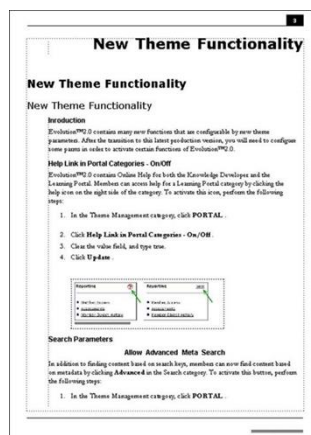 3
New Theme Functionality
New Theme Functionality
New Theme Functionality
Inroduction
Evolution™2.0 contains many new functions that are configurable by new theme
parameters. After the transition to this latest production version, you will need to configure
some params in order to activate certain functions of Evolution™2.0.
Help Link in Portal Categories - On/Off
Evolution™2.0 contains Online Help for both the Knowledge Developer and the
Learning Portal. Members can access help for a Learning Portal category by clicking the
help icon on the right side of the category. To activate this icon, perform the following
steps:
1. In the Theme Management category, click PORTAL .
2. Click Help Link in Portal Categories - On/Off .
3. Clear the value field, and type true.
4. Click Update .
Reporting
Reporting
Search Parameters
Allow Advanced Meta Search
In addition to finding content based on search keys, members can now find content based
on metadata by clicking Advanced in the Search category. To activate this button, perform
the following steps:
1. In the Theme Management category, click PORTAL .